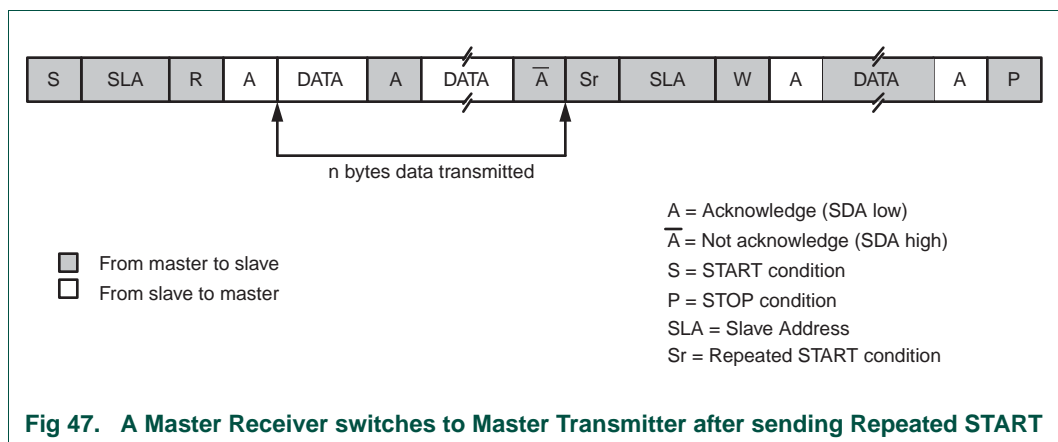 S SLA R A DATA A DATA A̅ Sr SLA W A DATA A P
n bytes data transmitted
A = Acknowledge (SDA low)
A̅ = Not acknowledge (SDA high)
S = START condition
P = STOP condition
SLA = Slave Address
Sr = Repeated START condition
From master to slave
From slave to master
Fig 47. A Master Receiver switches to Master Transmitter after sending Repeated START